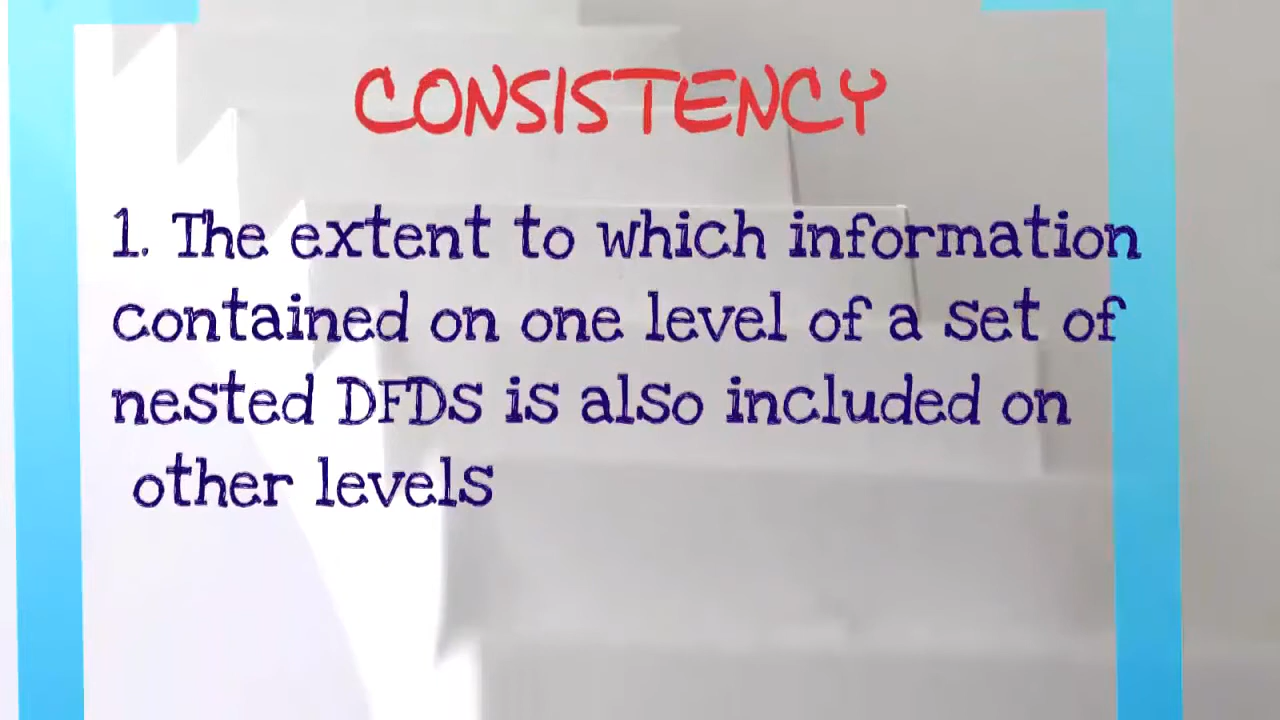 CONSISTENCY
1. The extent to which information
contained on one level of a set of
nested DFDs is also included on
other levels